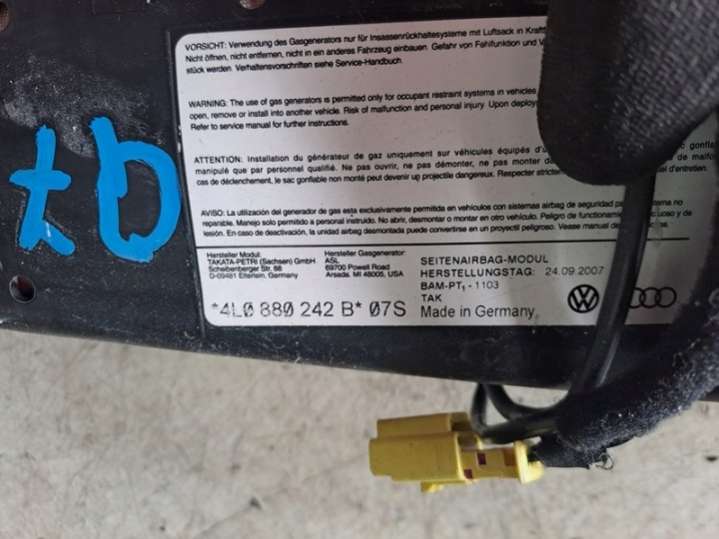 VORSICHT: Verwendung des Gasgenerators nur für Insassenrückhaltesysteme mit Luftsack in Kraft
Nicht öffnen, nicht entfernen, nicht in ein anderes Fahrzeug einbauen. Gefahr von Fehlfunktion und
stück werden. Verhaltensvorschriften siehe Service-Handbuch.
WARNING: The use of gas generators is permitted only for occupant restraint systems in vehicles
open, remove or install into another vehicle. Risk of malfunction and personal injury. Upon deploy
Refer to service manual for further instructions.
ATTENTION: Installation du générateur de gaz uniquement sur véhicules équipés d' gonfla
manipulé que par personnel qualifié. Ne pas ouvrir, ne pas démonter, ne pas monter de malfo
cas de déclenchement, le sac gonflable non monté peut devenir un projectile dangereux. Respecter d'entretien.
AVISO: La utilización del generador de gas esta exclusivamente permitida en vehículos con sistemas airbag de seguridad no
reparable. Manejo solo permitido a personal instruido. No abrir, desmontar o montar en otro vehículo. Peligro de y de
lesión. En caso de desactivación, la unidad airbag desmontada puede convertirse en un proyectil peligroso. Vease manual
Hersteller Modul: Hersteller Gasgenerator: SEITENAIRBAG-MODUL
TAKATA-PETRI (Sachsen) GmbH ASL HERSTELLUNGSTAG: 24.09.2007
Scheibenberger Str. 88 69700 Powell Road BAM-PT₁-1103
D-09481 Elterlein, Germany Armada. MI 48005, USA TAK
*4L0 880 242 B* 07S Made in Germany
VW